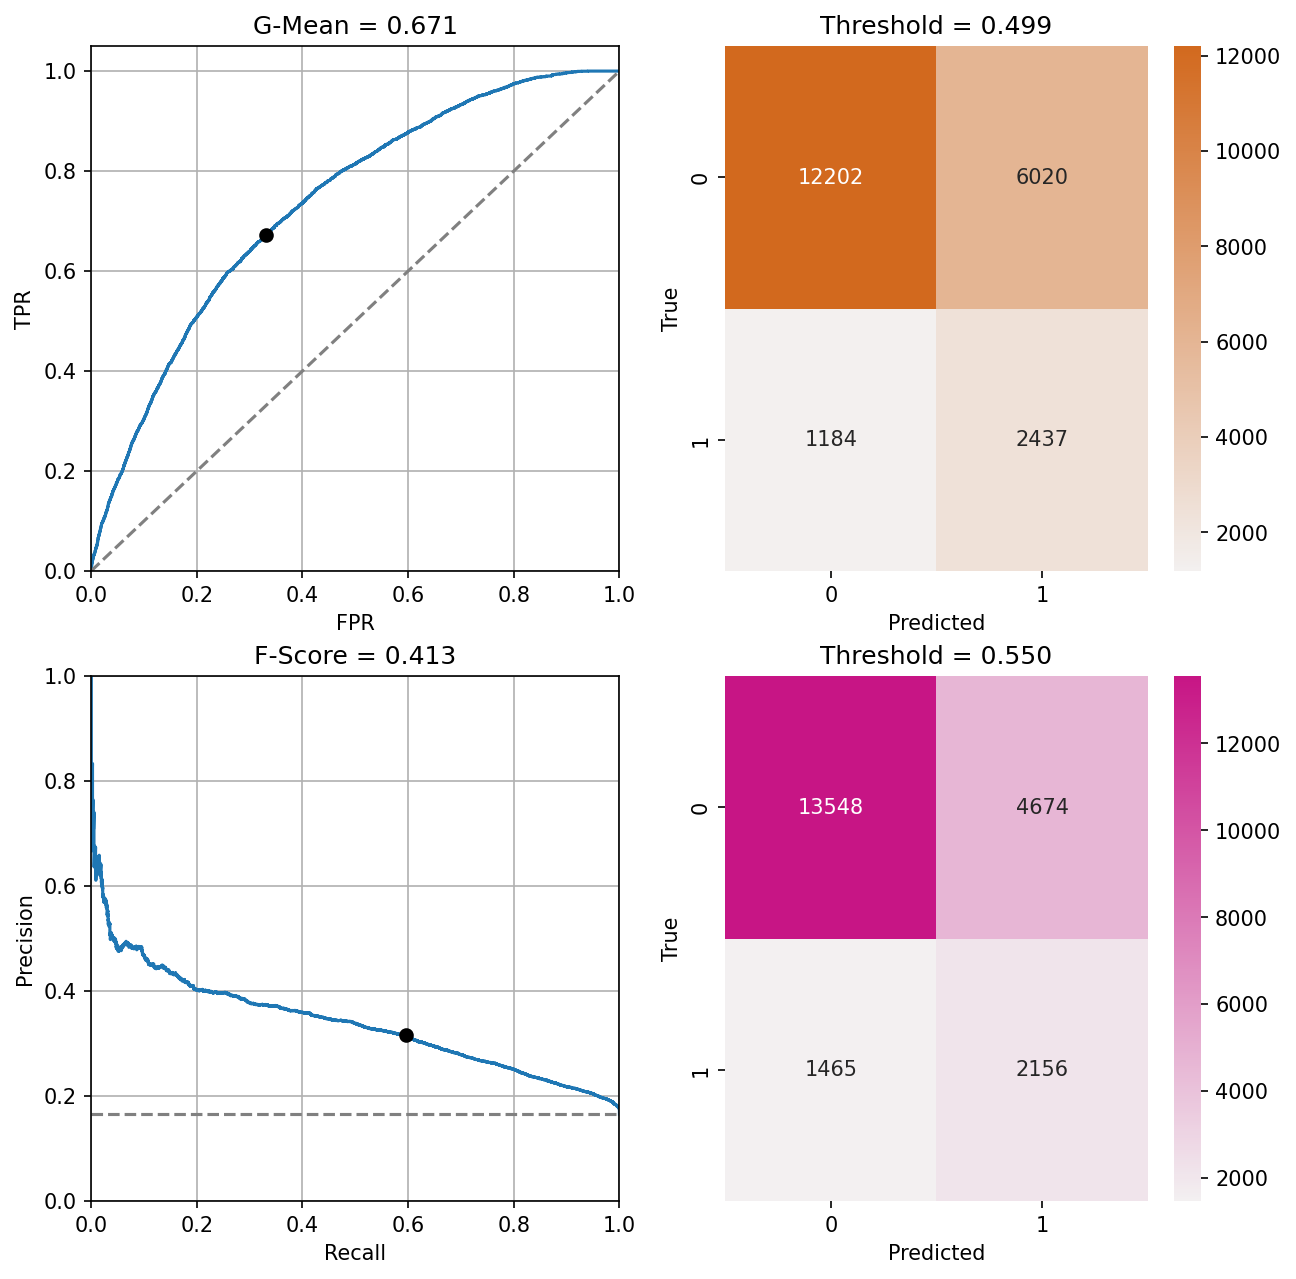 G-Mean = 0.671
1.0
0.8
0.6
0.4
0.2
0.0
0.0 0.2 0.4 0.6 0.8 1.0
TPR
FPR
Threshold = 0.499
12202 6020
1184 2437
0
1
True
0 1
Predicted
12000
10000
8000
6000
4000
2000
F-Score = 0.413
1.0
0.8
0.6
0.4
0.2
0.0
0.0 0.2 0.4 0.6 0.8 1.0
Precision
Recall
Threshold = 0.550
13548 4674
1465 2156
0
1
True
0 1
Predicted
12000
10000
8000
6000
4000
2000